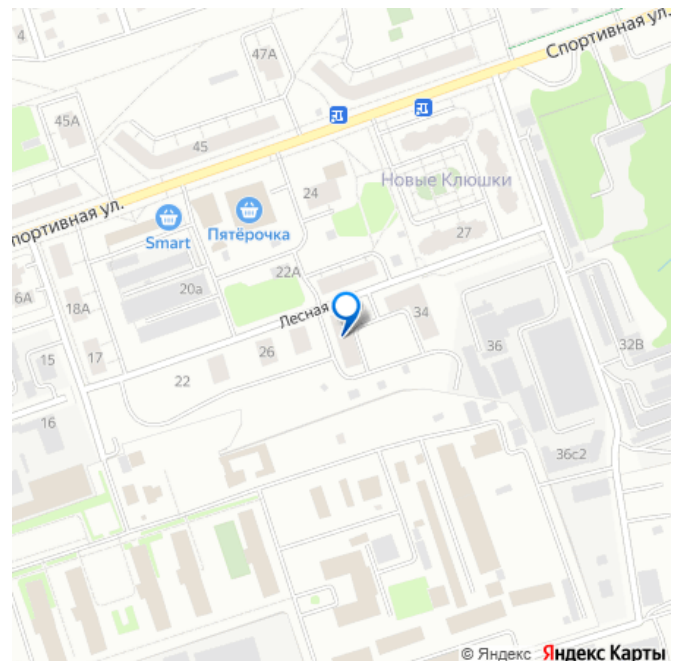 4
47А
Спортивная ул.
45А
45
24
Новые Клюшки
портивная ул.
Smart
Пятёрочка
27
22А
20а
6А
18А
Лесная
34
17
15
26
36
32В
22
16
36с2
© Яндекс Яндекс Карты